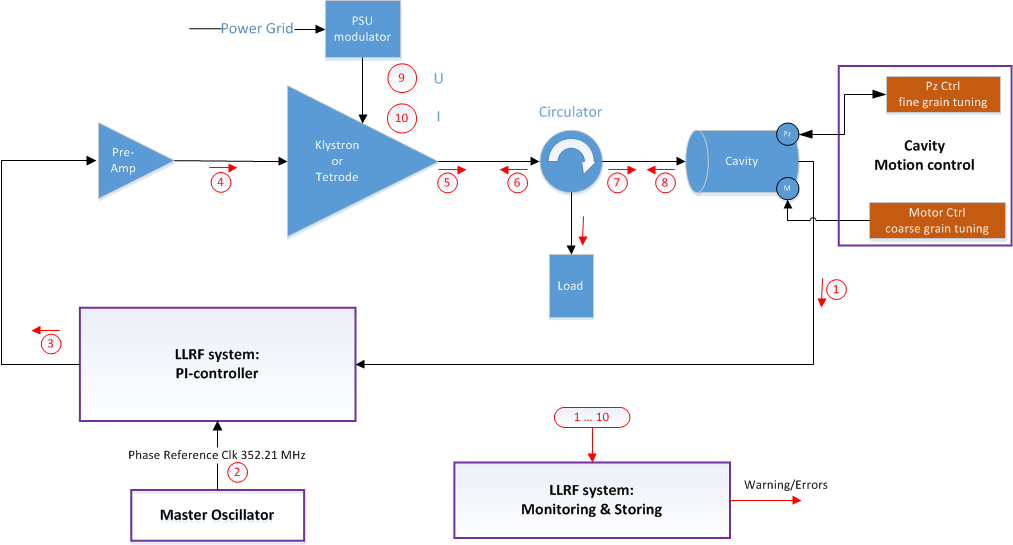 Power Grid
PSU
modulator
9
U
10
I
Pre-
Amp
4
Klystron
or
Tetrode
5
6
Circulator
7
8
Cavity
Pz
M
Pz Ctrl
fine grain tuning
Cavity
Motion control
Motor Ctrl
coarse grain tuning
Load
1
3
LLRF system:
PI-controller
Phase Reference Clk 352.21 MHz
2
Master Oscillator
1 ... 10
LLRF system:
Monitoring & Storing
Warning/Errors